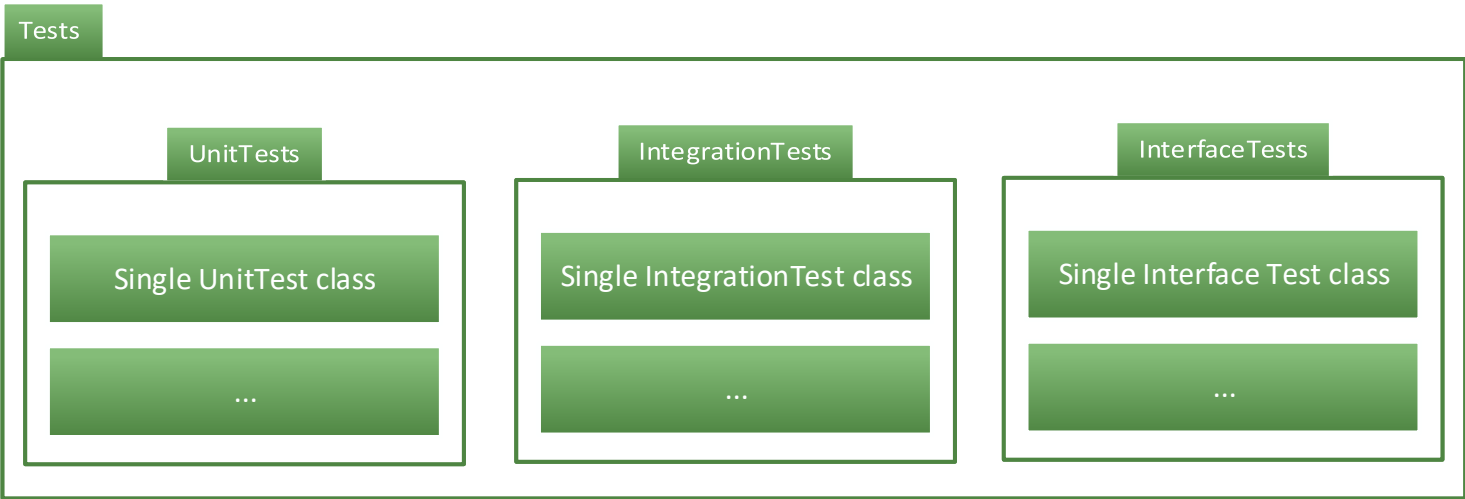 Tests
UnitTests
IntegrationTests
InterfaceTests
Single UnitTest class
Single IntegrationTest class
Single Interface Test class
...
...
...